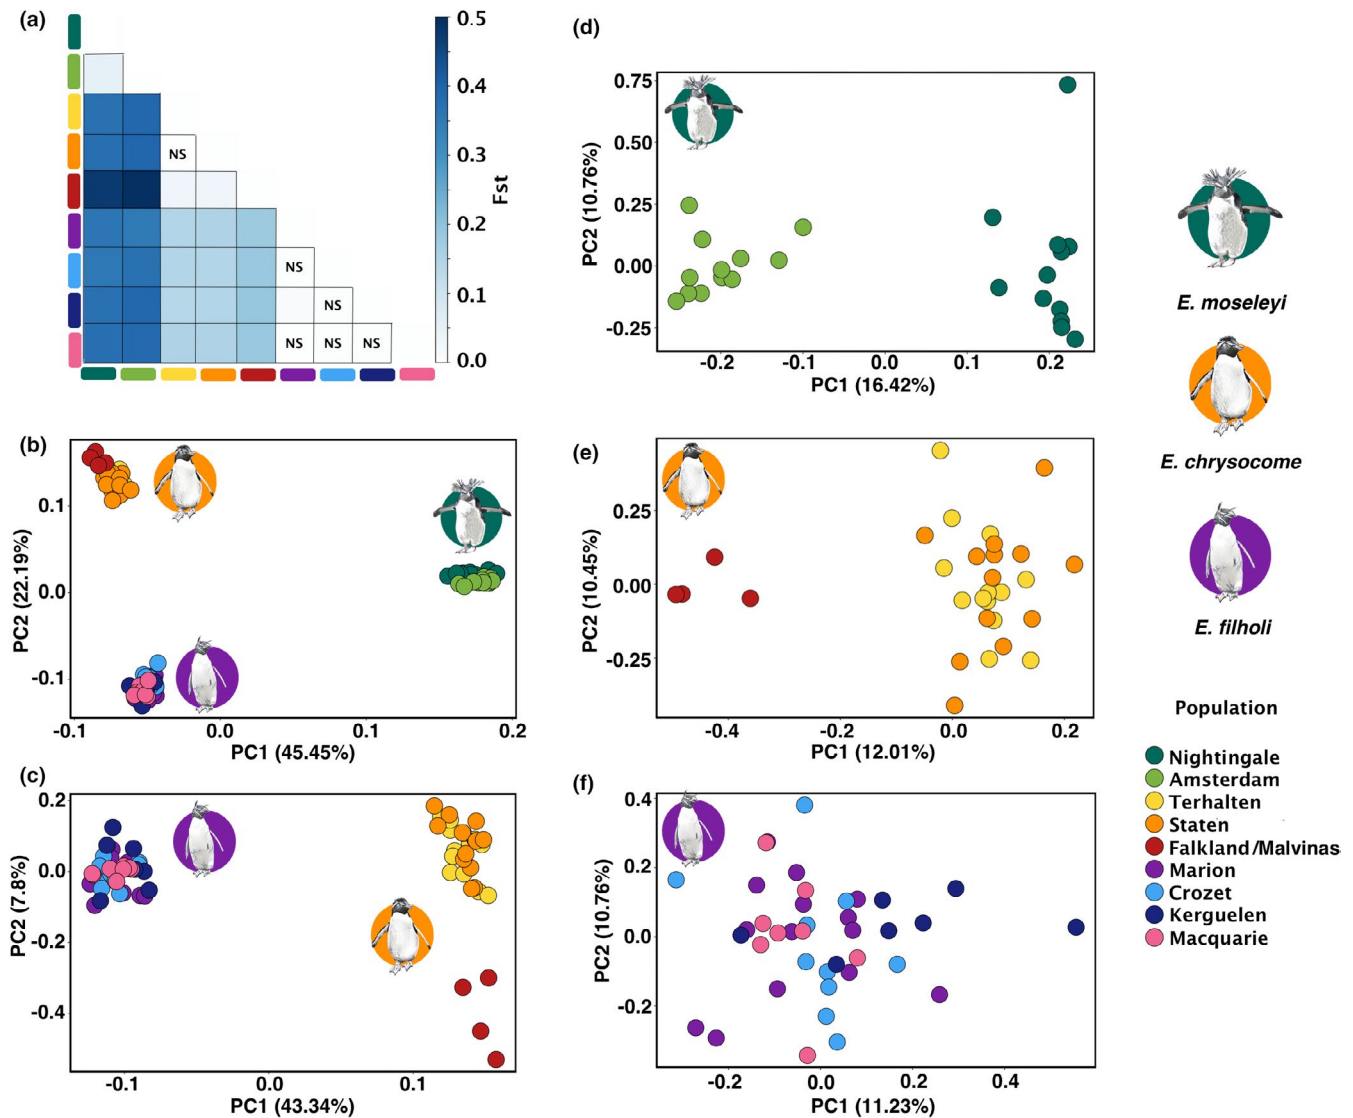 (a)
0.5
0.4
0.3
0.2
0.1
0.0
Fst
NS
NS
NS
NS NS NS
(b)
PC2 (22.19%)
0.1
0.0
-0.1
-0.1 0.0 0.1 0.2
PC1 (45.45%)
(c)
PC2 (7.8%)
0.2
0.0
-0.2
-0.4
-0.1 0.0 0.1
PC1 (43.34%)
(d)
PC2 (10.76%)
0.75
0.50
0.25
0.00
-0.25
-0.2 -0.1 0.0 0.1 0.2
PC1 (16.42%)
(e)
PC2 (10.45%)
0.25
0.00
-0.25
-0.4 -0.2 0.0 0.2
PC1 (12.01%)
(f)
PC2 (10.76%)
0.4
0.2
0.0
-0.2
-0.2 0.0 0.2 0.4
PC1 (11.23%)
E. moseleyi
E. chrysocome
E. filholi
Population
Nightingale
Amsterdam
Terhalten
Staten
Falkland/Malvinas
Marion
Crozet
Kerguelen
Macquarie